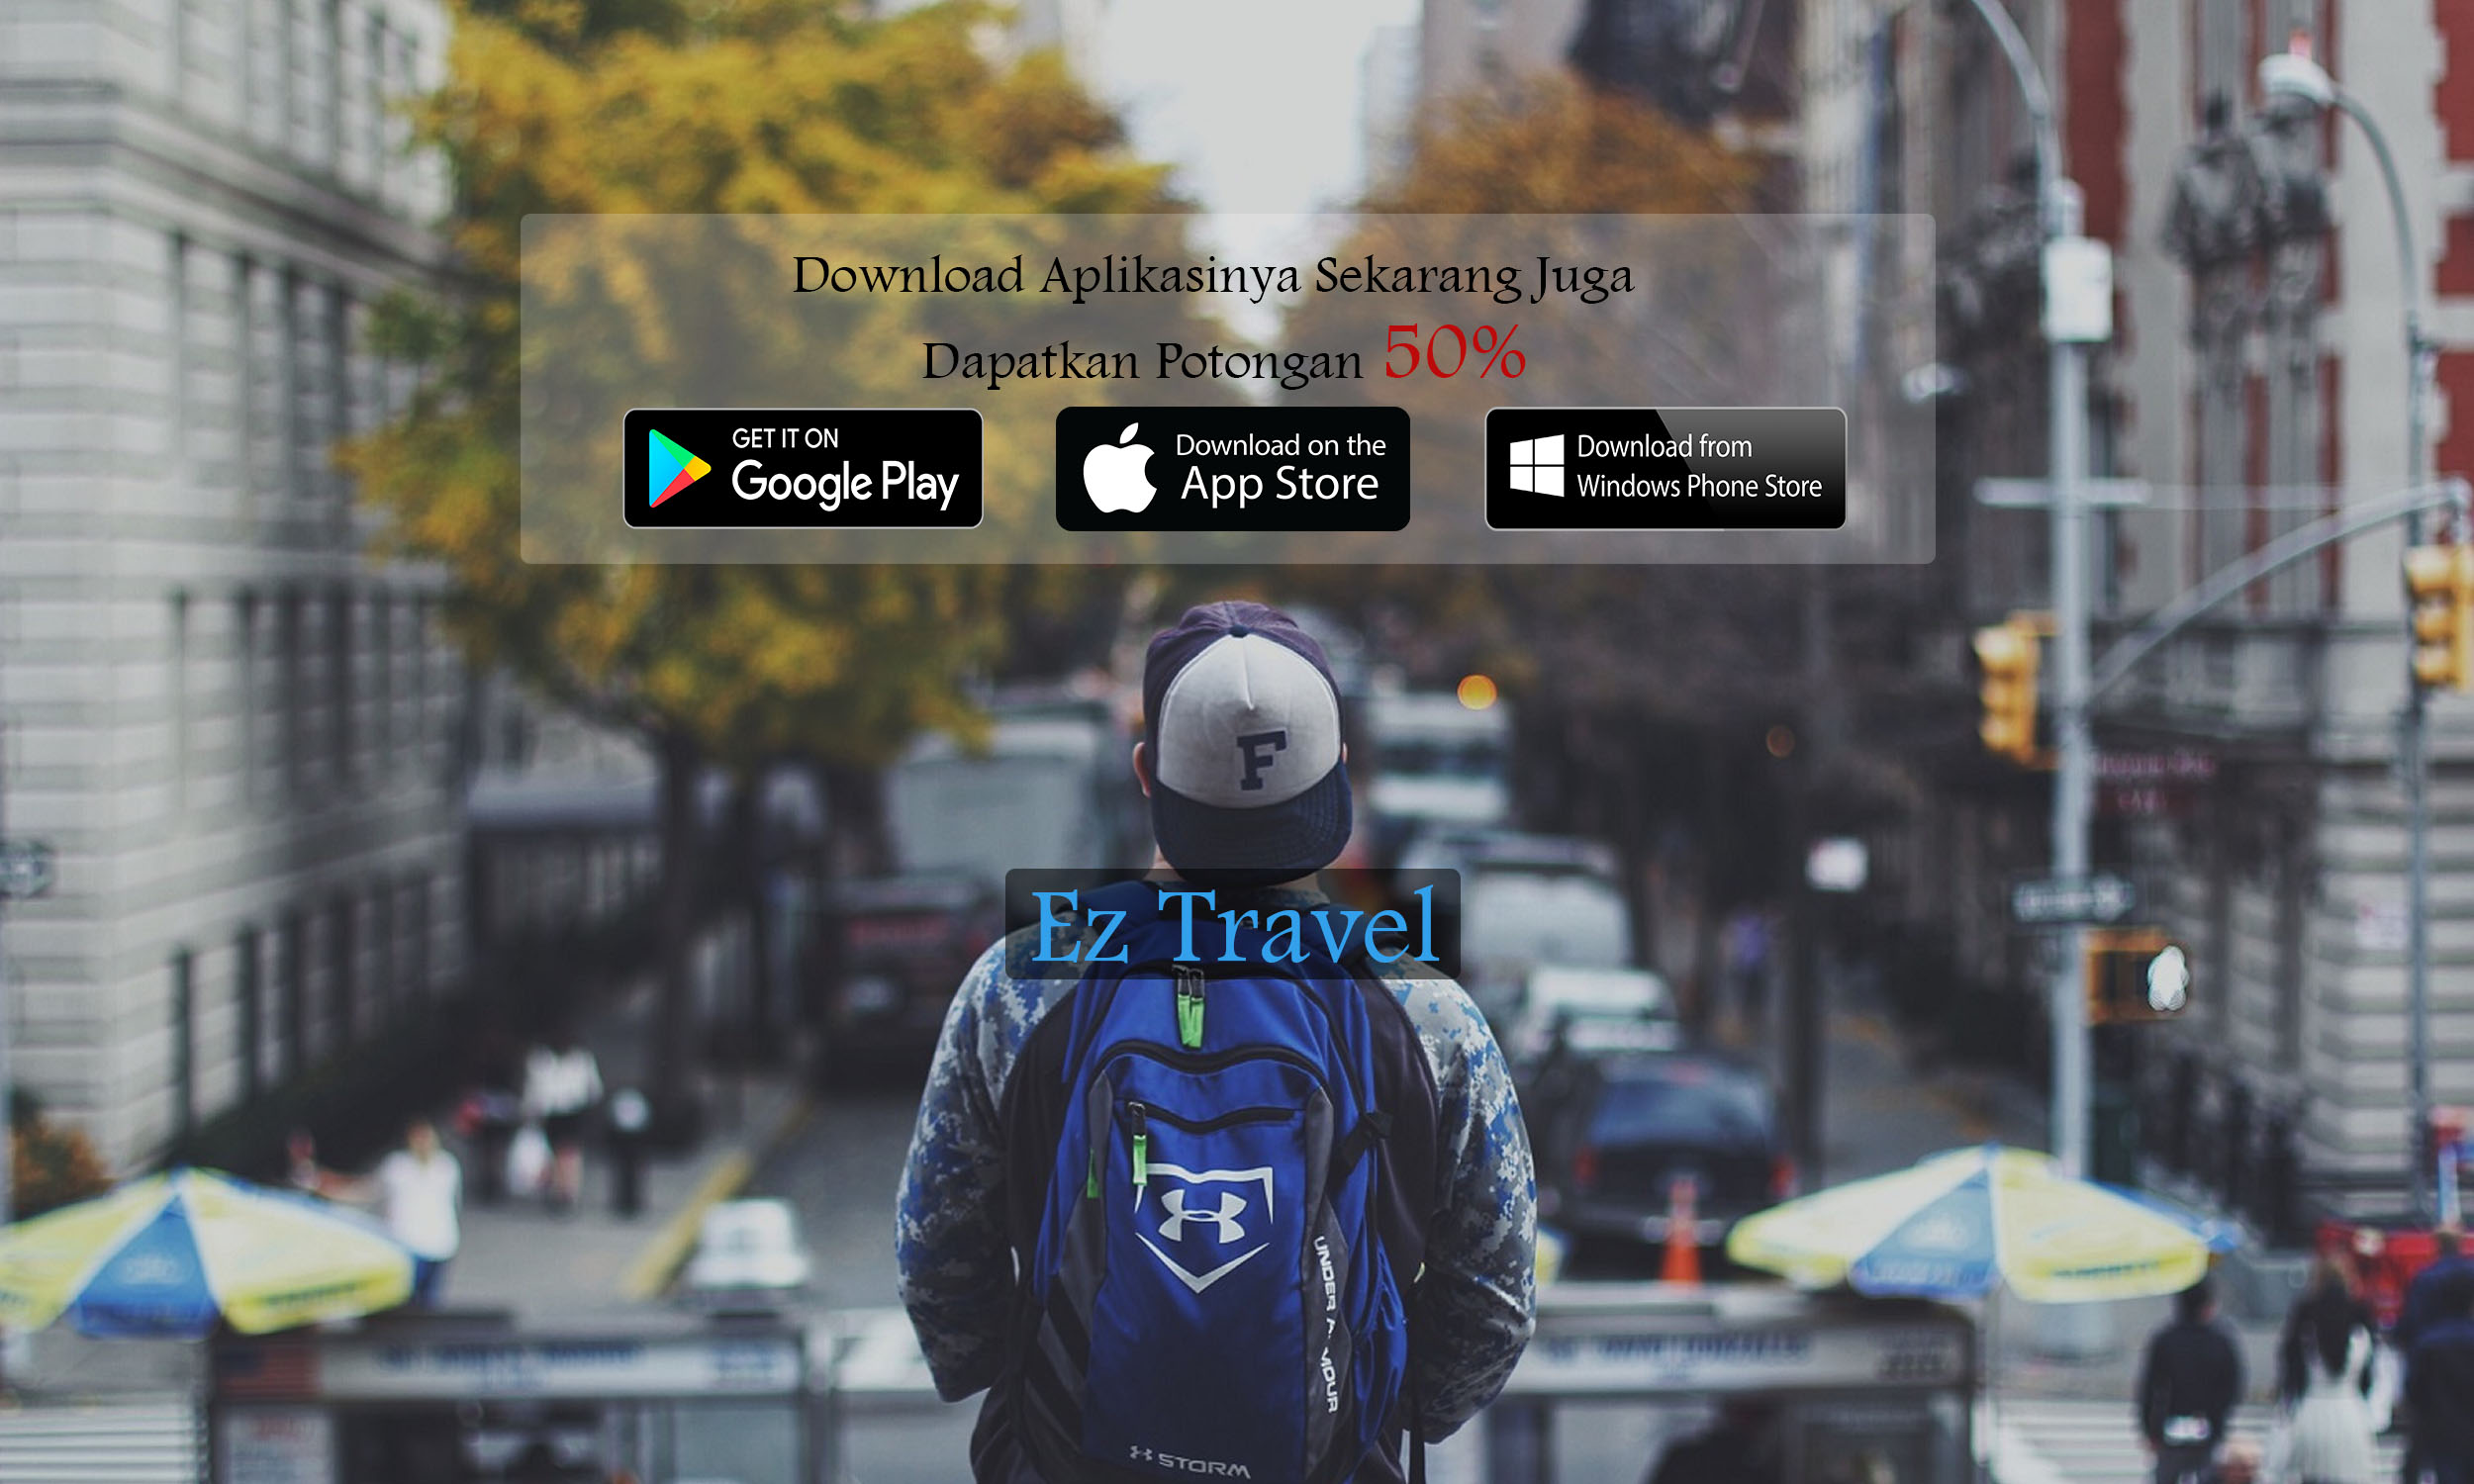 Download Aplikasinya Sekarang Juga
Dapatkan Potongan 50%
GET IT ON
Google Play
Download on the
App Store
Download from
Windows Phone Store
F
Ez Travel
UNDER ARMOUR
STORM